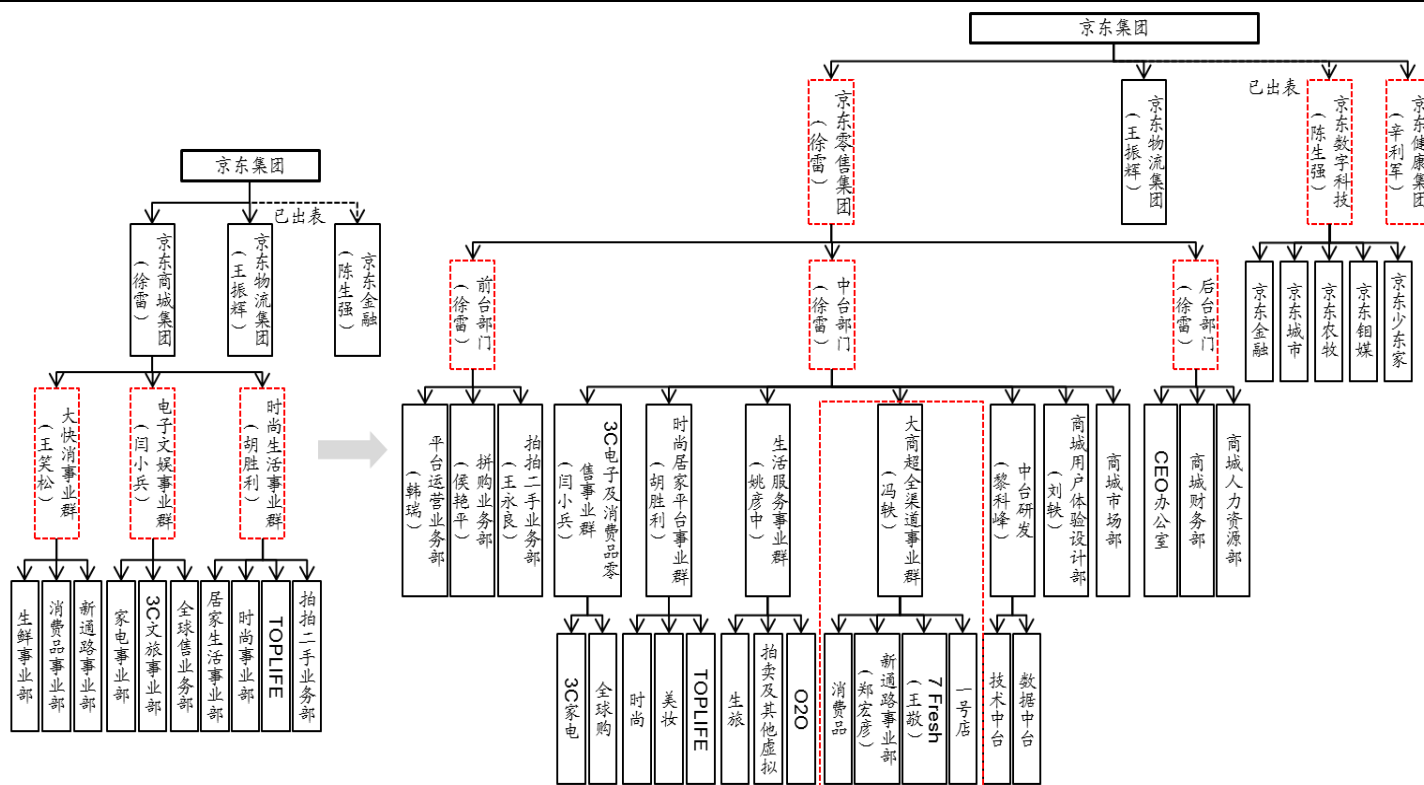 京东集团
已出表
京东商城集团
（徐雷）
京东物流集团
（王振辉）
京东金融
（陈生强）
大快消事业群
（王笑松）
电子文娱事业群
（闫小兵）
时尚生活事业群
（胡胜利）
生鲜事业部
消费品事业部
新通路事业部
家电事业部
3C文旅事业部
全球售业务部
居家生活事业部
时尚事业部
TOPLIFE
拍拍二手业务部
京东集团
已出表
京东零售集团
（徐雷）
京东物流集团
（王振辉）
京东数字科技
（陈生强）
京东健康集团
（辛利军）
前台部门
（徐雷）
中台部门
（徐雷）
后台部门
（徐雷）
京东金融
京东城市
京东农牧
京东钼媒
京东少东家
平台运营业务部
（韩瑞）
拼购业务部
（侯艳平）
拍拍二手业务部
（王永良）
3C电子及消费品零
售事业群
（闫小兵）
时尚居家平台事业群
（胡胜利）
生活服务事业群
（姚彦中）
大商超全渠道事业群
（冯轶）
中台研发
（黎科峰）
商城用户体验设计部
（刘轶）
商城市场部
CEO办公室
商城财务部
商城人力资源部
3C家电
全球购
时尚
美妆
TOPLIFE
生旅
拍卖及其他虚拟
O2O
消费品
新通路事业部
（郑宏彦）
7 Fresh
（王敬）
一号店
技术中台
数据中台